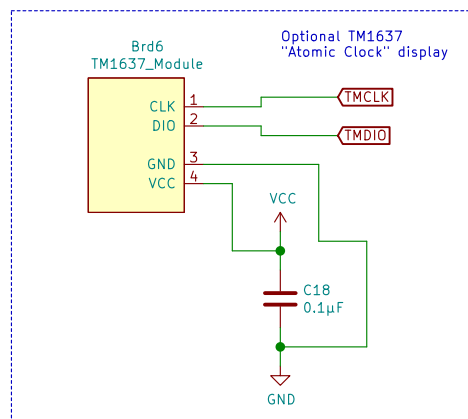 Optional TM1637
"Atomic Clock" display
Brd6
TM1637_Module
CLK 1 TMCLK
DIO 2 TMDIO
GND 3
VCC 4
VCC
C18
0.1µF
GND